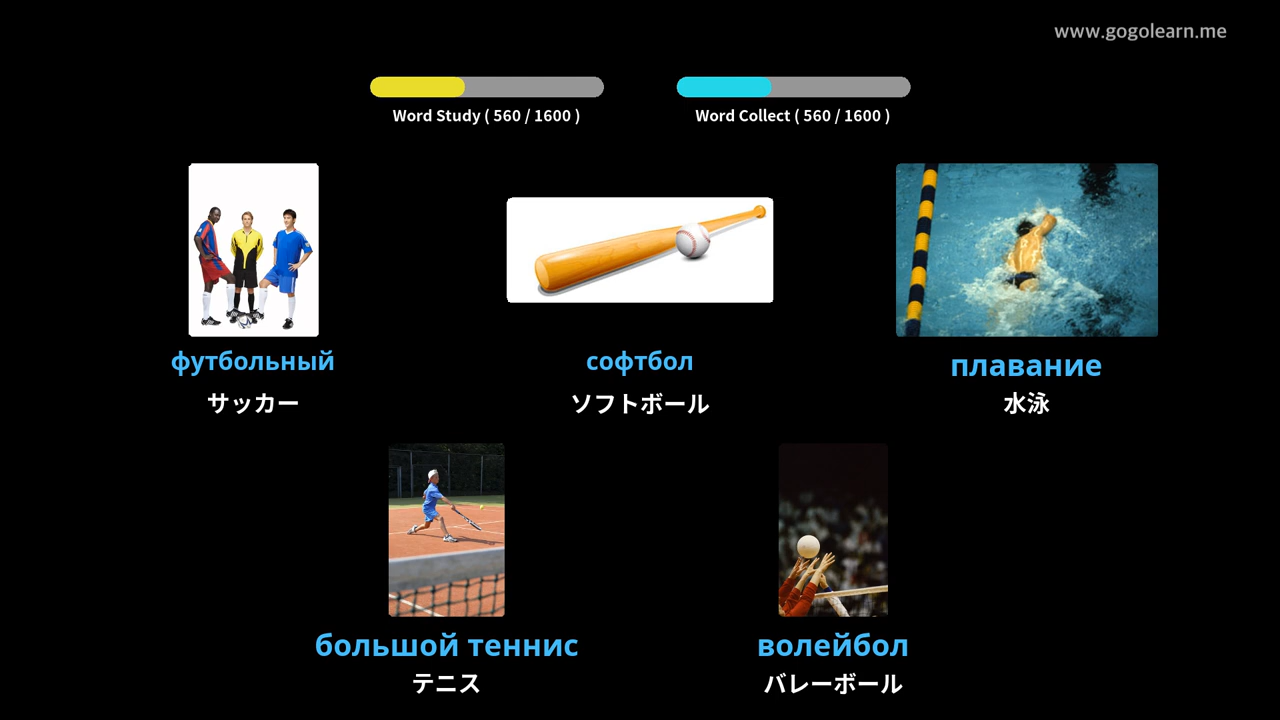 www.gogolearn.me
Word Study ( 560 / 1600 )
Word Collect ( 560 / 1600 )
футбольный
софтбол
плавание
サッカー
ソフトボール
水泳
большой теннис
волейбол
テニス
バレーボール